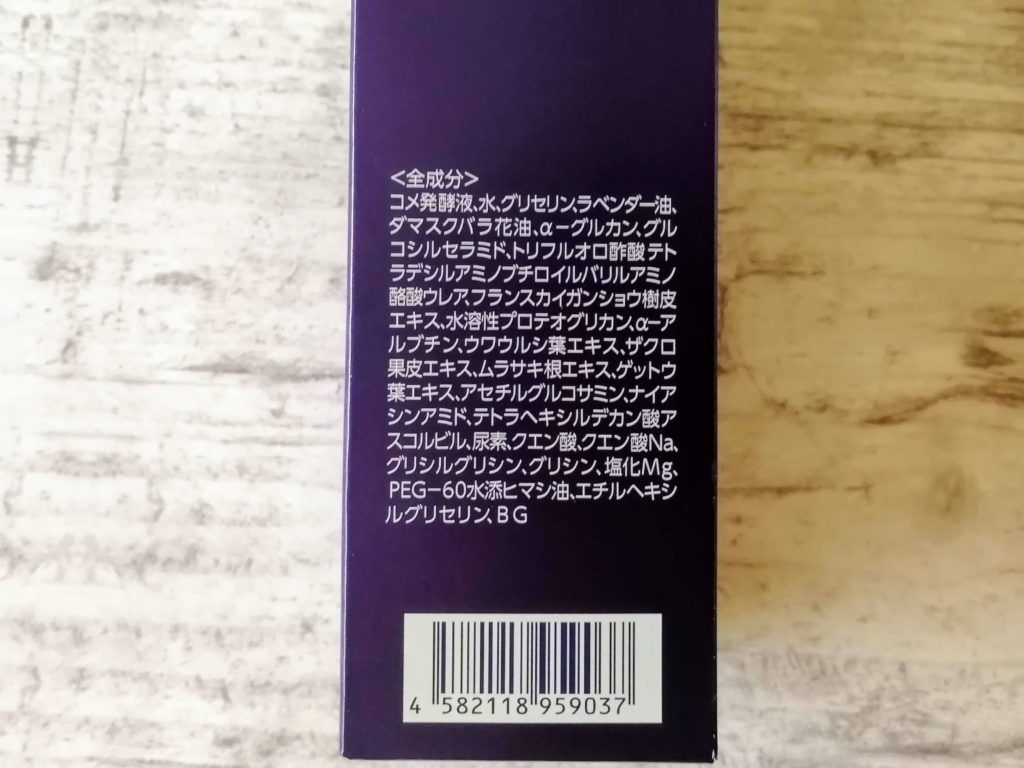 <全成分>
コメ発酵液、水、グリセリン、ラベンダー油、
ダマスクバラ花油、α－グルカン、グル
コシルセラミド、トリフルオロ酢酸テト
ラデシルアミノブチロイルバリルアミノ
酪酸ウレア、フランスカイガンショウ樹皮
エキス、水溶性プロテオグリカン、α－ア
ルブチン、ウワウルシ葉エキス、ザクロ
果皮エキス、ムラサキ根エキス、ゲットウ
葉エキス、アセチルグルコサミン、ナイア
シンアミド、テトラヘキシルデカン酸ア
スコルビル、尿素、クエン酸、クエン酸Na、
グリシルグリシン、グリシン、塩化Mg、
PEG－60水添ヒマシ油、エチルヘキシ
ルグリセリン、BG
4 582118 959037